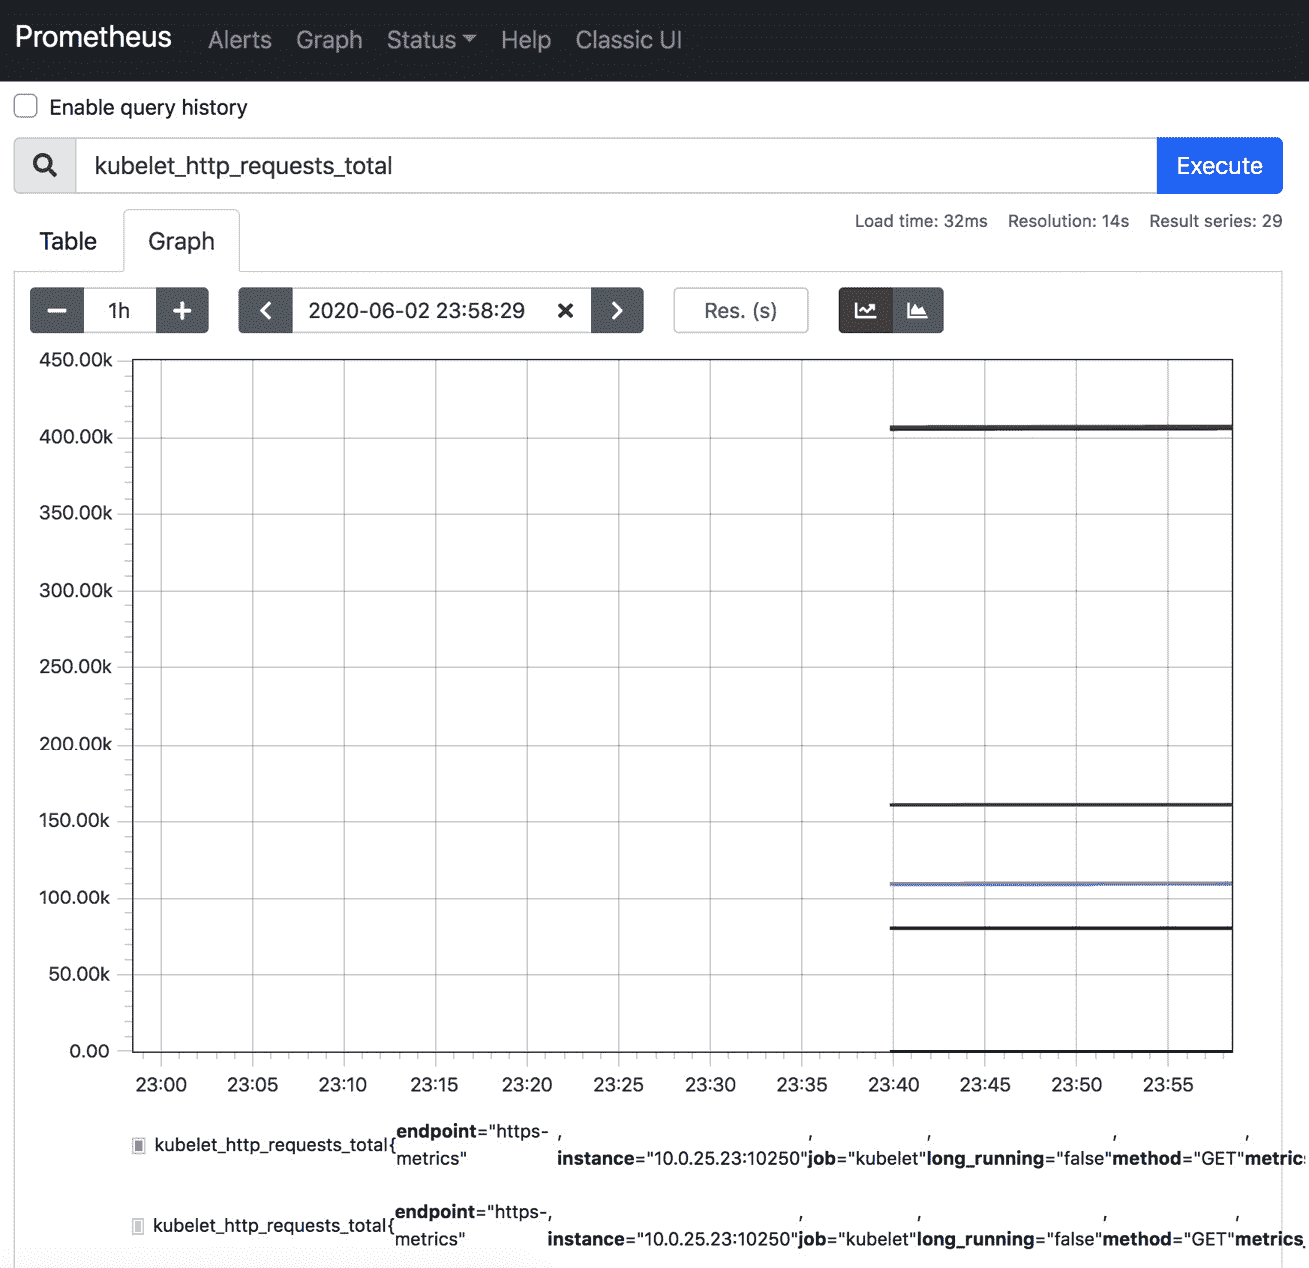 Prometheus Alerts Graph Status Help Classic UI
Enable query history
kubelet_http_requests_total Execute
Load time: 32ms Resolution: 14s Result series: 29
Table Graph
1h 2020-06-02 23:58:29 Res. (s)
450.00k
400.00k
350.00k
300.00k
250.00k
200.00k
150.00k
100.00k
50.00k
0.00
23:00 23:05 23:10 23:15 23:20 23:25 23:30 23:35 23:40 23:45 23:50 23:55
kubelet_http_requests_total{endpoint="https-metrics", instance="10.0.25.23:10250", job="kubelet", long_running="false", method="GET", metrics
kubelet_http_requests_total{endpoint="https-metrics", instance="10.0.25.23:10250", job="kubelet", long_running="false", method="GET", metrics_